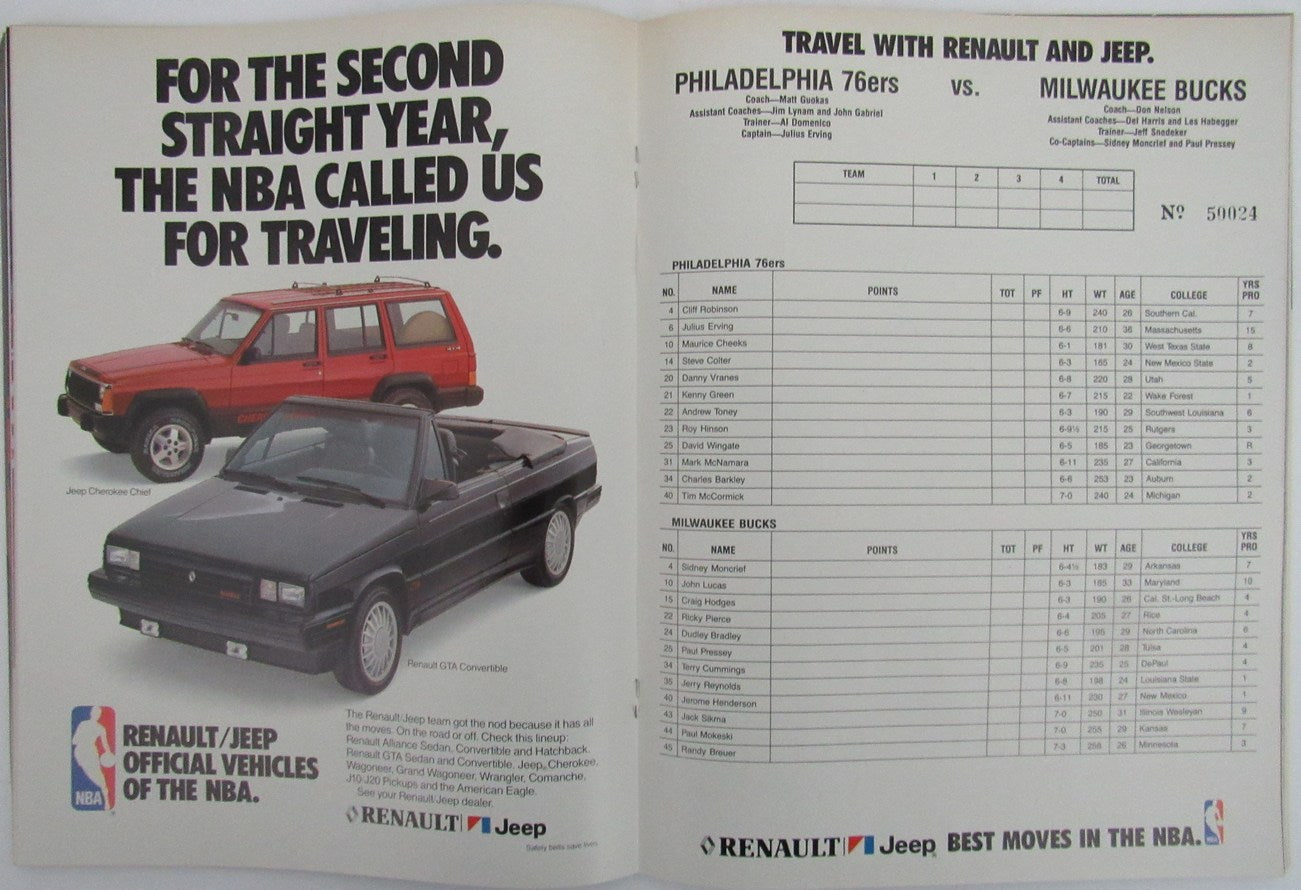 FOR THE SECOND
STRAIGHT YEAR,
THE NBA CALLED US
FOR TRAVELING.
CHEROKEE
Jeep Cherokee Chief
Renault GTA Convertible
NBA
RENAULT/JEEP
OFFICIAL VEHICLES
OF THE NBA.
The Renault/Jeep team got the nod because it has all
the moves. On the road or off. Check this lineup:
Renault Alliance Sedan, Convertible and Hatchback.
Renault GTA Sedan and Convertible. Jeep® Cherokee,
Wagoneer, Grand Wagoneer, Wrangler, Comanche,
J10 J20 Pickups and the American Eagle.
See your Renault/Jeep dealer.
RENAULT Jeep
Safety belts save lives.
TRAVEL WITH RENAULT AND JEEP.
PHILADELPHIA 76ers vs. MILWAUKEE BUCKS
Coach—Matt Guokas
Assistant Coaches—Jim Lynam and John Gabriel
Trainer—Al Domenico
Captain—Julius Erving
Coach—Don Nelson
Assistant Coaches—Del Harris and Les Habegger
Trainer—Jeff Snedeker
Co-Captains—Sidney Moncrief and Paul Pressey
TEAM 1 2 3 4 TOTAL
Nº 50024
PHILADELPHIA 76ers
NO. NAME POINTS TOT PF HT WT AGE COLLEGE YRS PRO
4 Cliff Robinson 6-9 240 26 Southern Cal. 7
6 Julius Erving 6-6 210 36 Massachusetts 15
10 Maurice Cheeks 6-1 181 30 West Texas State 8
14 Steve Colter 6-3 165 24 New Mexico State 2
20 Danny Vranes 6-8 220 28 Utah 5
21 Kenny Green 6-7 215 22 Wake Forest 1
22 Andrew Toney 6-3 190 29 Southwest Louisiana 6
23 Roy Hinson 6-9½ 215 25 Rutgers 3
25 David Wingate 6-5 185 23 Georgetown R
31 Mark McNamara 6-11 235 27 California 3
34 Charles Barkley 6-6 253 23 Auburn 2
40 Tim McCormick 7-0 240 24 Michigan 2
MILWAUKEE BUCKS
NO. NAME POINTS TOT PF HT WT AGE COLLEGE YRS PRO
4 Sidney Moncrief 6-4½ 183 29 Arkansas 7
10 John Lucas 6-3 185 33 Maryland 10
15 Craig Hodges 6-3 190 26 Cal. St.-Long Beach 4
22 Ricky Pierce 6-4 205 27 Rice 4
24 Dudley Bradley 6-6 195 29 North Carolina 6
25 Paul Pressey 6-5 201 28 Tulsa 4
34 Terry Cummings 6-9 235 25 DePaul 4
35 Jerry Reynolds 6-8 198 24 Louisiana State 1
40 Jerome Henderson 6-11 230 27 New Mexico 1
43 Jack Sikma 7-0 250 31 Illinois Wesleyan 9
44 Paul Mokeski 7-0 255 29 Kansas 7
45 Randy Breuer 7-3 258 26 Minnesota 3
RENAULT Jeep® BEST MOVES IN THE NBA.